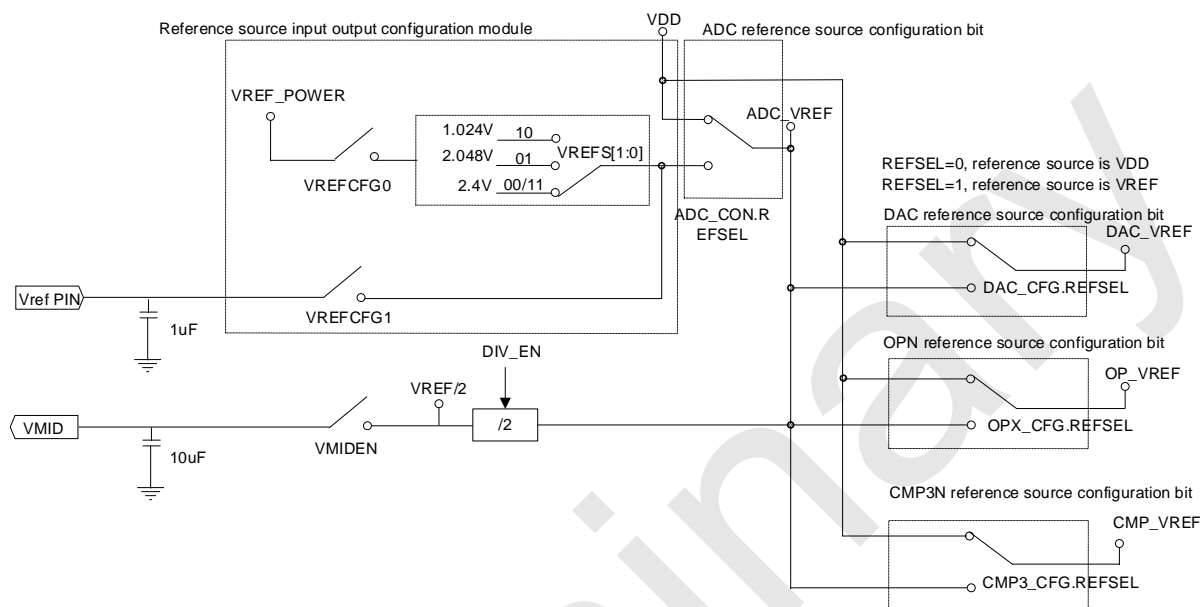 Reference source input output configuration module
VDD
ADC reference source configuration bit
VREF_POWER
VREFCFG0
1.024V 10
2.048V 01
2.4V 00/11
VREFS[1:0]
ADC_VREF
ADC_CON.R
EFSEL
REFSEL=0, reference source is VDD
REFSEL=1, reference source is VREF
DAC reference source configuration bit
DAC_VREF
DAC_CFG.REFSEL
Vref PIN
1uF
VREFCFG1
OPN reference source configuration bit
OP_VREF
OPX_CFG.REFSEL
DIV_EN
VREF/2
/2
VMID
10uF
VMIDEN
CMP3N reference source configuration bit
CMP_VREF
CMP3_CFG.REFSEL